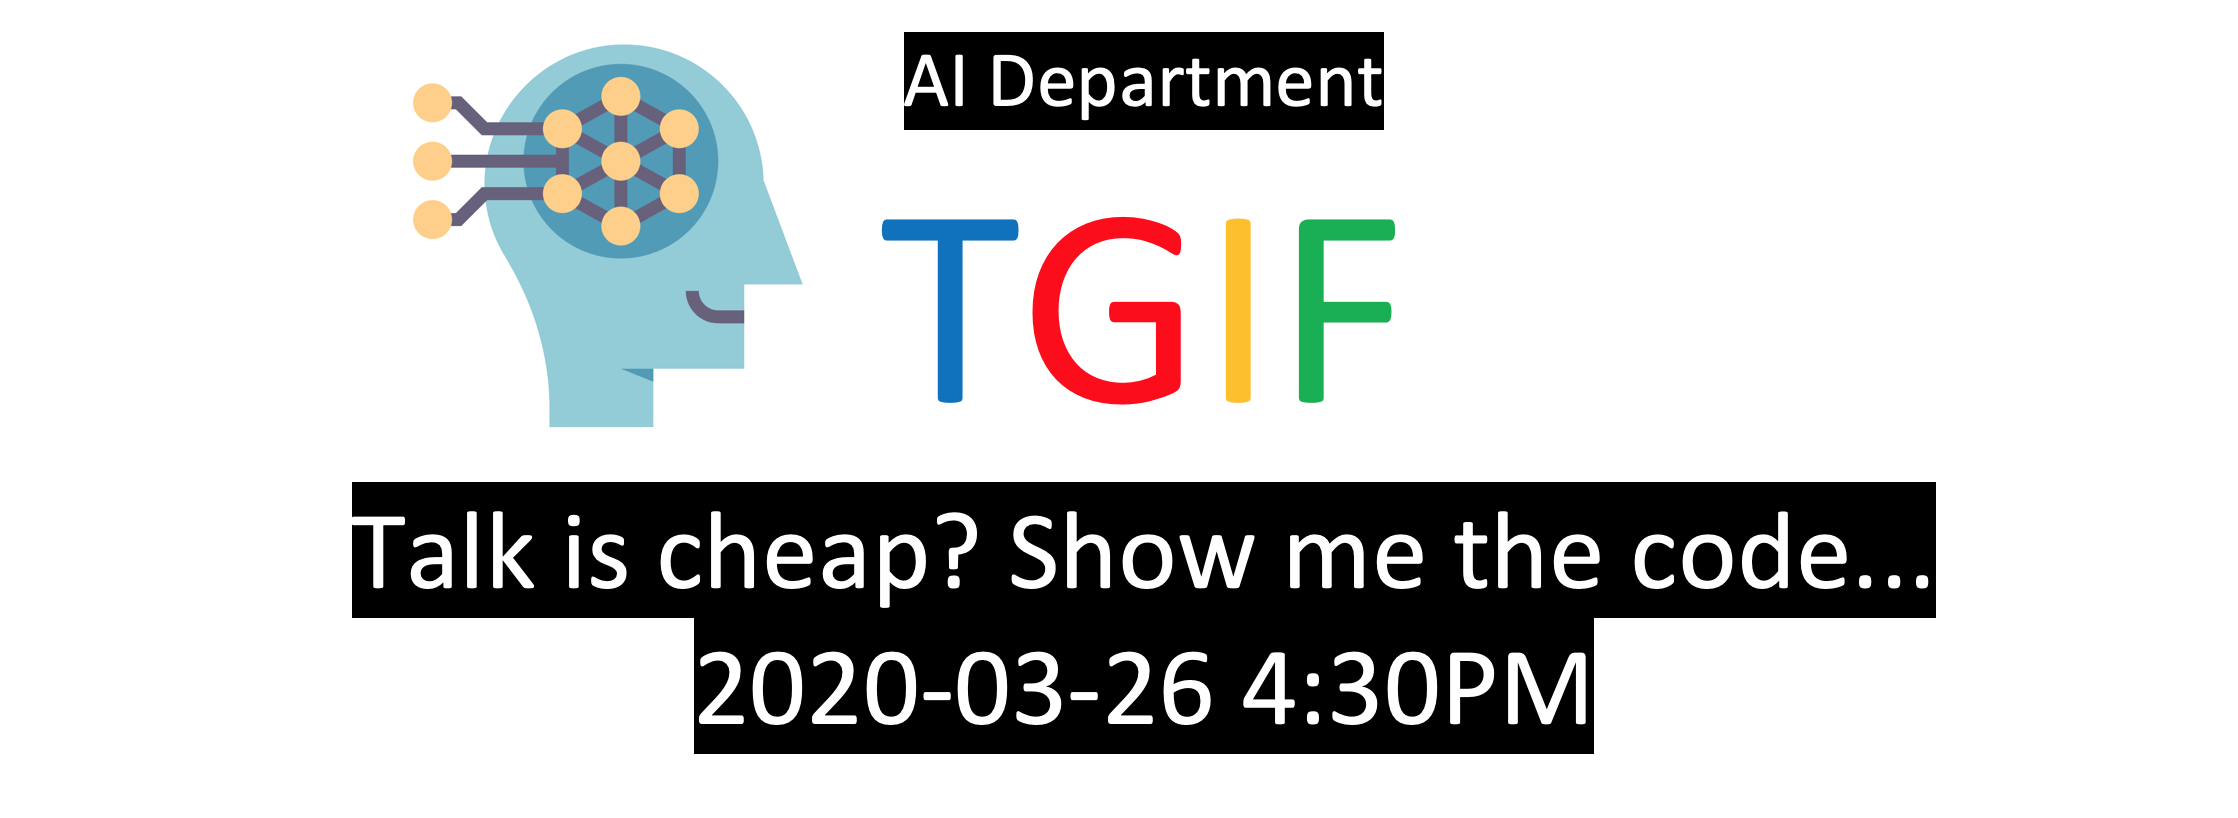 AI Department
TGIF
Talk is cheap? Show me the code...
2020-03-26 4:30PM